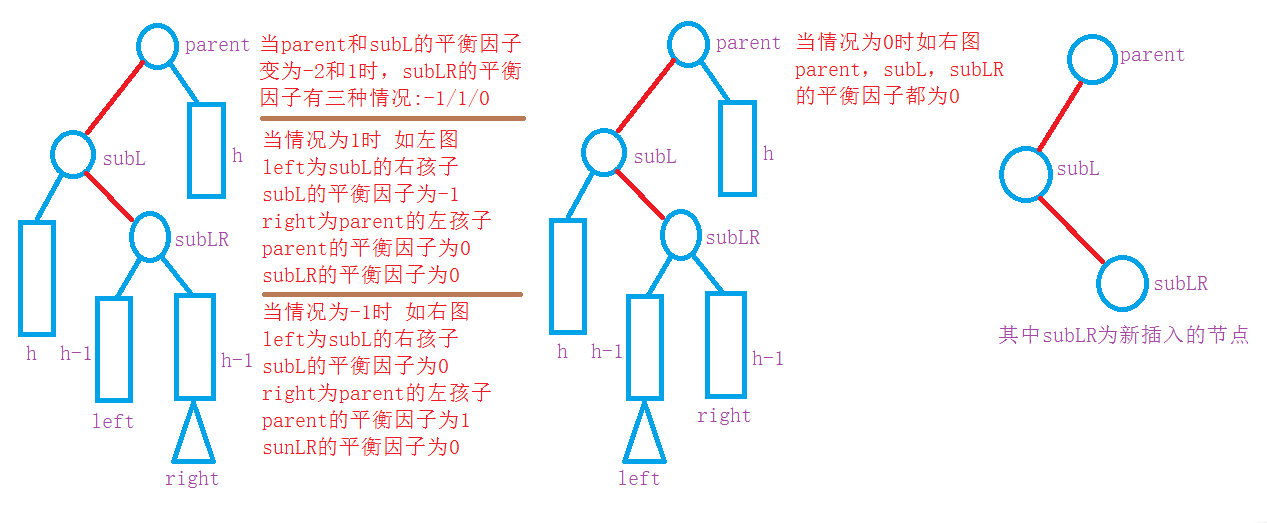 parent
当parent和subL的平衡因子
变为-2和1时，subLR的平衡
因子有三种情况:-1/1/0
当情况为1时 如左图
left为subL的右孩子
subL的平衡因子为-1
right为parent的左孩子
parent的平衡因子为0
subLR的平衡因子为0
当情况为-1时 如右图
left为subL的右孩子
subL的平衡因子为0
right为parent的左孩子
parent的平衡因子为1
sunLR的平衡因子为0
subL
h
subLR
h
h-1
h-1
left
right
parent
当情况为0时如右图
parent，subL，subLR
的平衡因子都为0
subL
h
subLR
h
h-1
h-1
right
left
parent
subL
subLR
其中subLR为新插入的节点